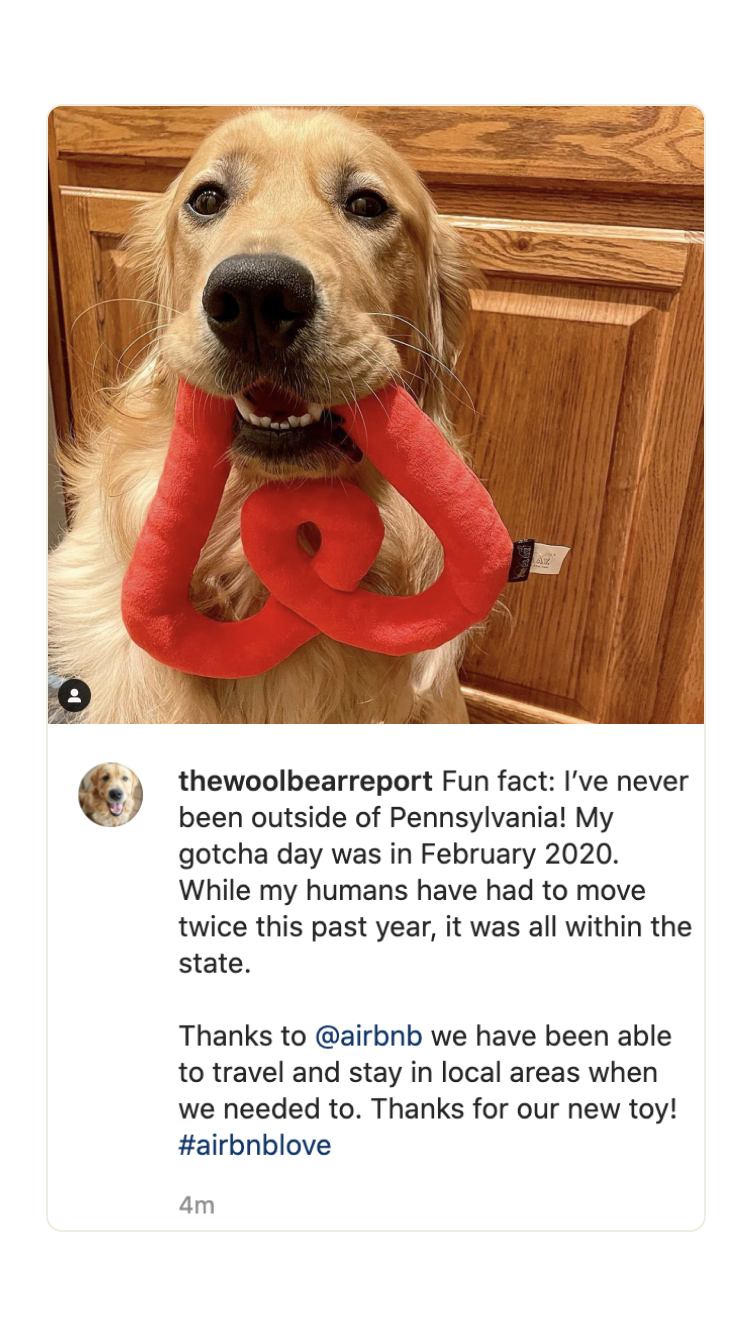 thewoolbearreport Fun fact: I’ve never
been outside of Pennsylvania! My
gotcha day was in February 2020.
While my humans have had to move
twice this past year, it was all within the
state.
Thanks to @airbnb we have been able
to travel and stay in local areas when
we needed to. Thanks for our new toy!
#airbnblove
4m